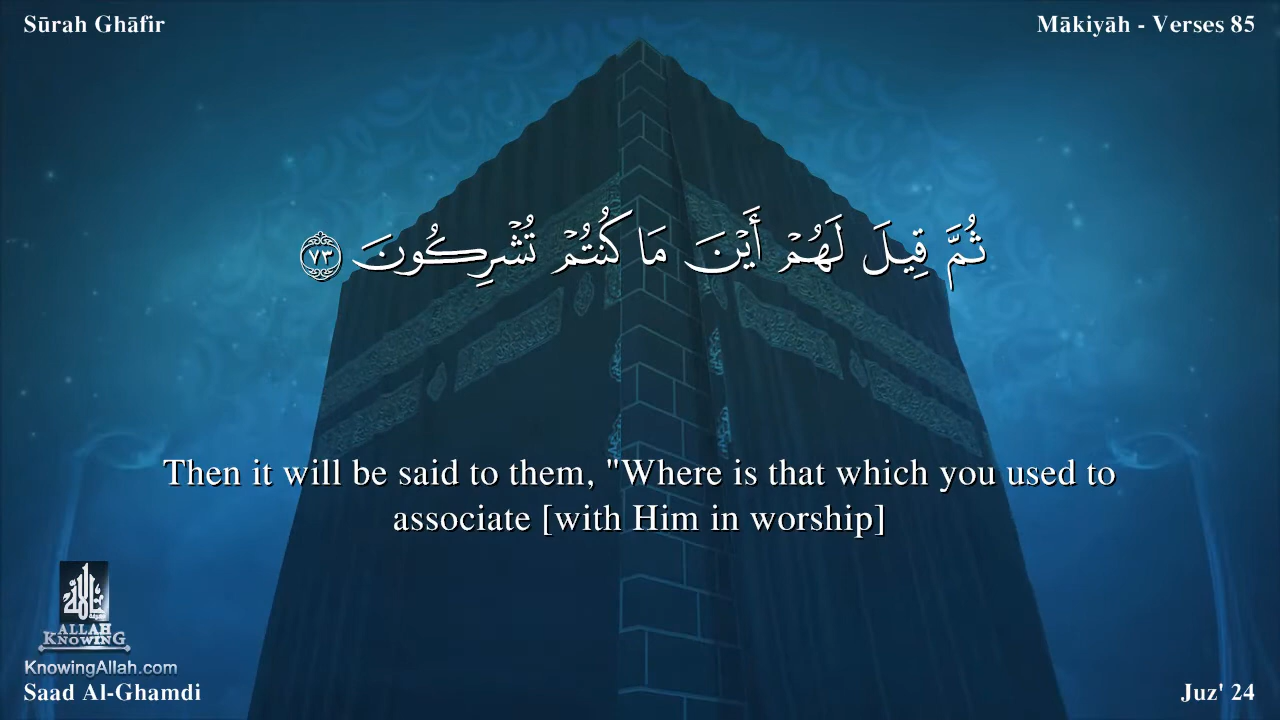 Sūrah Ghāfir
Mākiyāh - Verses 85
ثُمَّ قِيلَ لَهُمْ أَيْنَ مَا كُنتُمْ تُشْرِكُونَ ٧٣
Then it will be said to them, "Where is that which you used to
associate [with Him in worship]
ALLAH
KNOWING
KnowingAllah.com
Saad Al-Ghamdi
Juz' 24